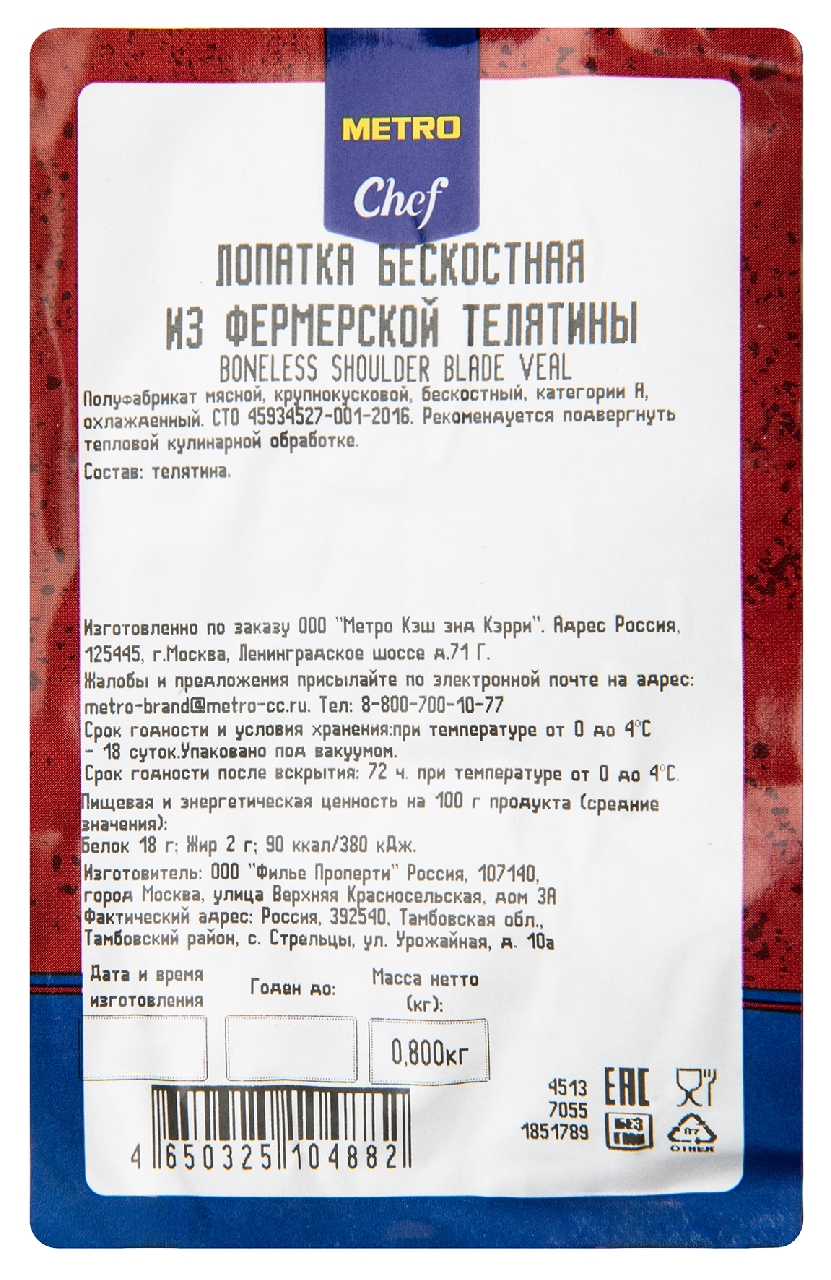 METRO
Chef
ЛОПАТКА БЕСКОСТНАЯ
ИЗ ФЕРМЕРСКОЙ ТЕЛЯТИНЫ
BONELESS SHOULDER BLADE VEAL
Полуфабрикат мясной, крупнокусковой, бескостный, категории А,
охлажденный. СТО 45934527-001-2016. Рекомендуется подвергнуть
тепловой кулинарной обработке.
Состав: телятина.
Изготовленно по заказу ООО "Метро Кэш энд Кэрри". Адрес Россия,
125445, г.Москва, Ленинградское шоссе д.71 Г.
Жалобы и предложения присылайте по электронной почте на адрес:
metro-brand@metro-cc.ru. Тел: 8-800-700-10-77
Срок годности и условия хранения:при температуре от 0 до 4°C
- 18 суток.Упаковано под вакуумом.
Срок годности после вскрытия: 72 ч. при температуре от 0 до 4°C.
Пищевая и энергетическая ценность на 100 г продукта (средние
значения):
белок 18 г; Жир 2 г; 90 ккал/380 кДж.
Изготовитель: ООО "Филье Проперти" Россия, 107140,
город Москва, улица Верхняя Красносельская, дом 3А
Фактический адрес: Россия, 392540, Тамбовская обл.,
Тамбовский район, с. Стрельцы, ул. Урожайная, д. 10а
Дата и время
изготовления
Годен до:
Масса нетто
(кг):
0,800кг
4513
7055
1851789
EAC
БЕЗ
ГМО
07
OTHER
4 650325 104882